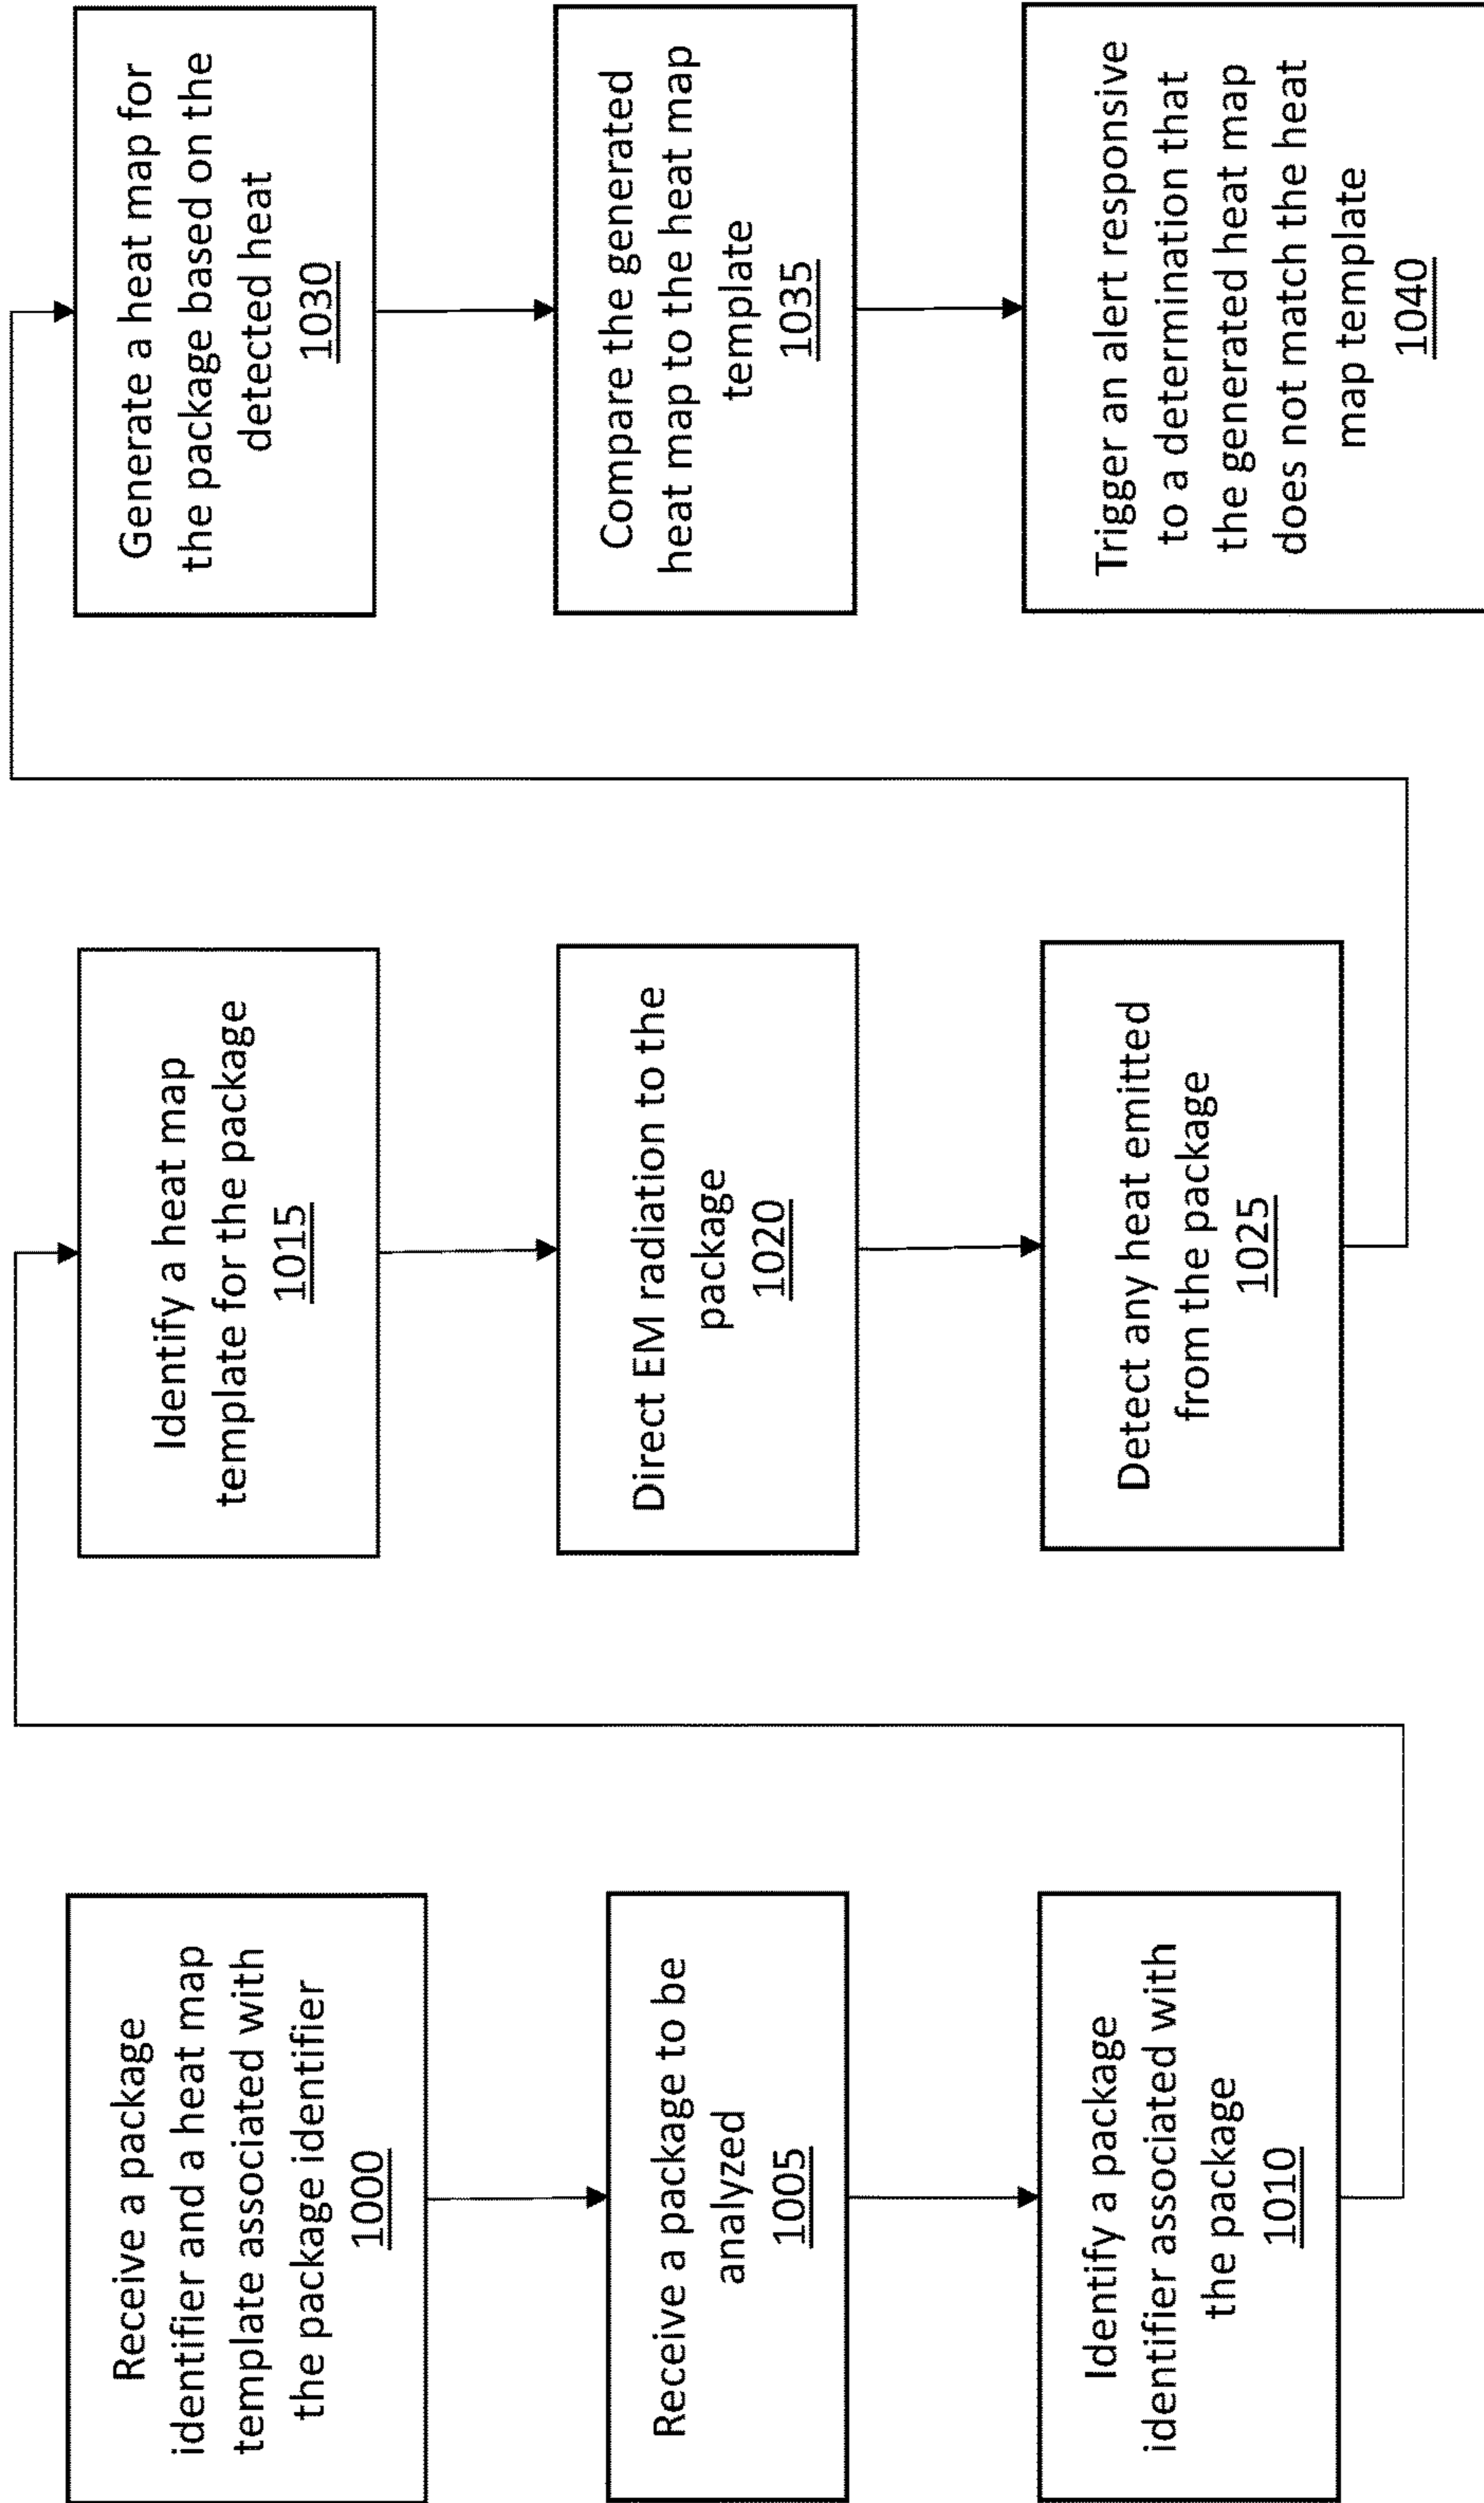 Receive a package
identifier and a heat map
template associated with
the package identifier
1000
Receive a package to be
analyzed
1005
Identify a package
identifier associated with
the package
1010
Identify a heat map
template for the package
1015
Direct EM radiation to the
package
1020
Detect any heat emitted
from the package
1025
Generate a heat map for
the package based on the
detected heat
1030
Compare the generated
heat map to the heat map
template
1035
Trigger an alert responsive
to a determination that
the generated heat map
does not match the heat
map template
1040